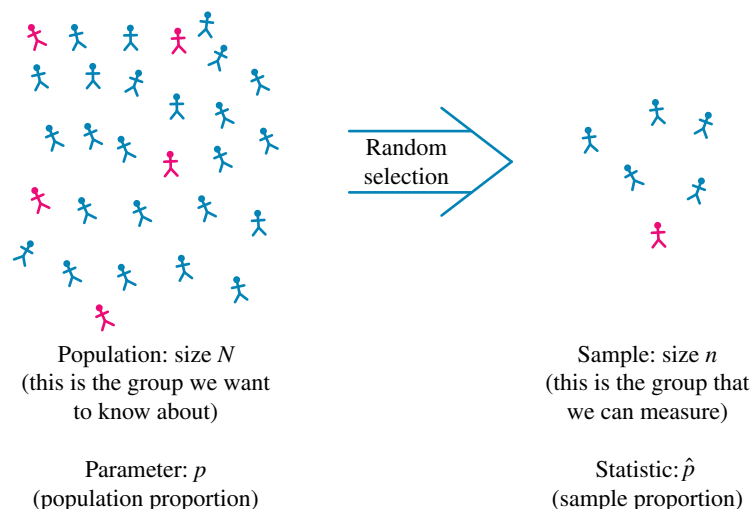 Random
selection
Population: size N
(this is the group we want
to know about)
Sample: size n
(this is the group that
we can measure)
Parameter: p
(population proportion)
Statistic: p̂
(sample proportion)